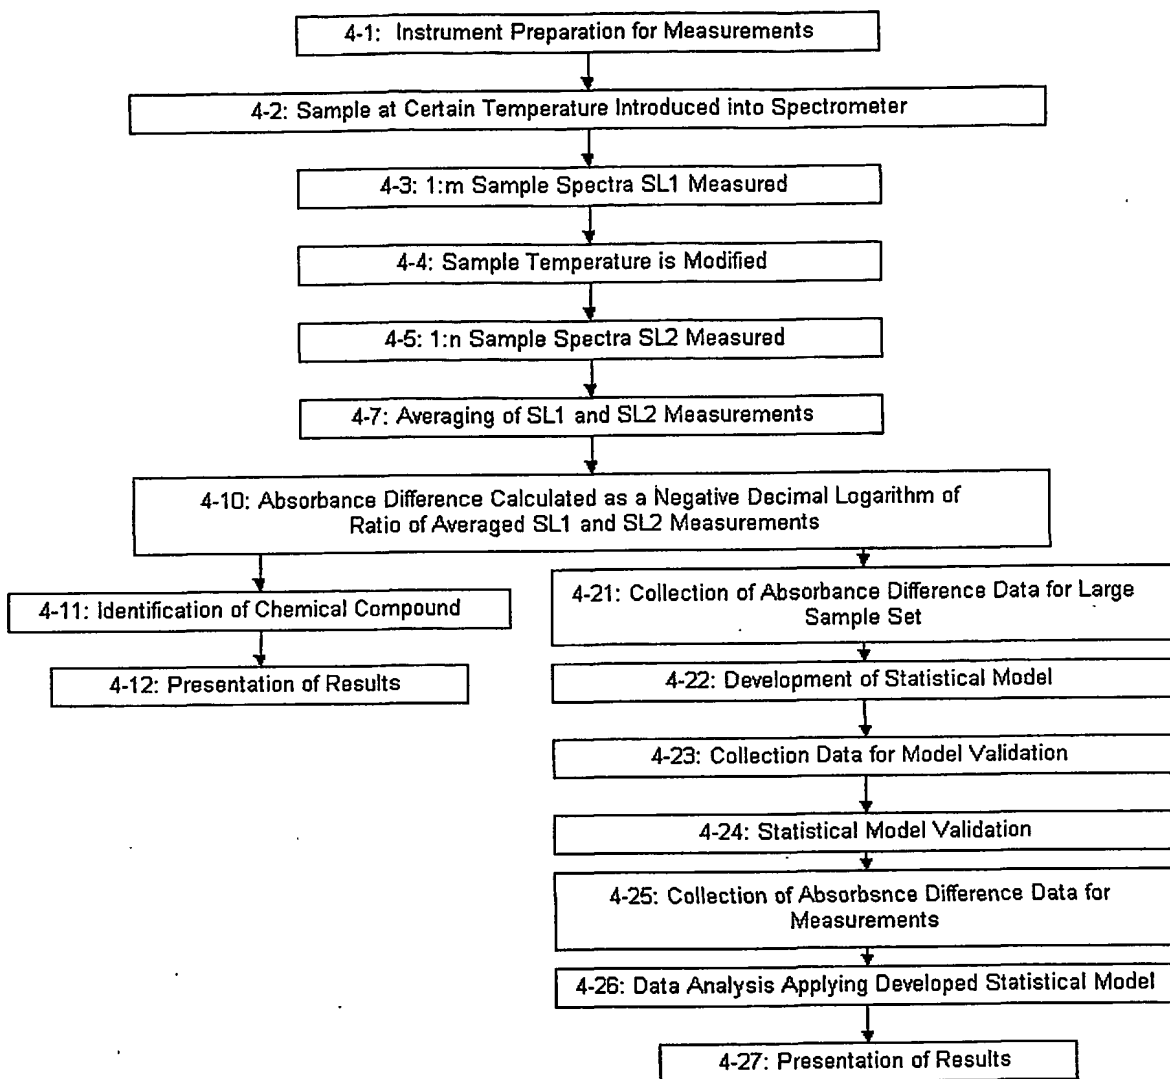 4-1: Instrument Preparation for Measurements
4-2: Sample at Certain Temperature Introduced into Spectrometer
4-3: 1:m Sample Spectra SL1 Measured
4-4: Sample Temperature is Modified
4-5: 1:n Sample Spectra SL2 Measured
4-7: Averaging of SL1 and SL2 Measurements
4-10: Absorbance Difference Calculated as a Negative Decimal Logarithm of
Ratio of Averaged SL1 and SL2 Measurements
4-11: Identification of Chemical Compound
4-12: Presentation of Results
4-21: Collection of Absorbance Difference Data for Large
Sample Set
4-22: Development of Statistical Model
4-23: Collection Data for Model Validation
4-24: Statistical Model Validation
4-25: Collection of Absorbsnce Difference Data for
Measurements
4-26: Data Analysis Applying Developed Statistical Model
4-27: Presentation of Results